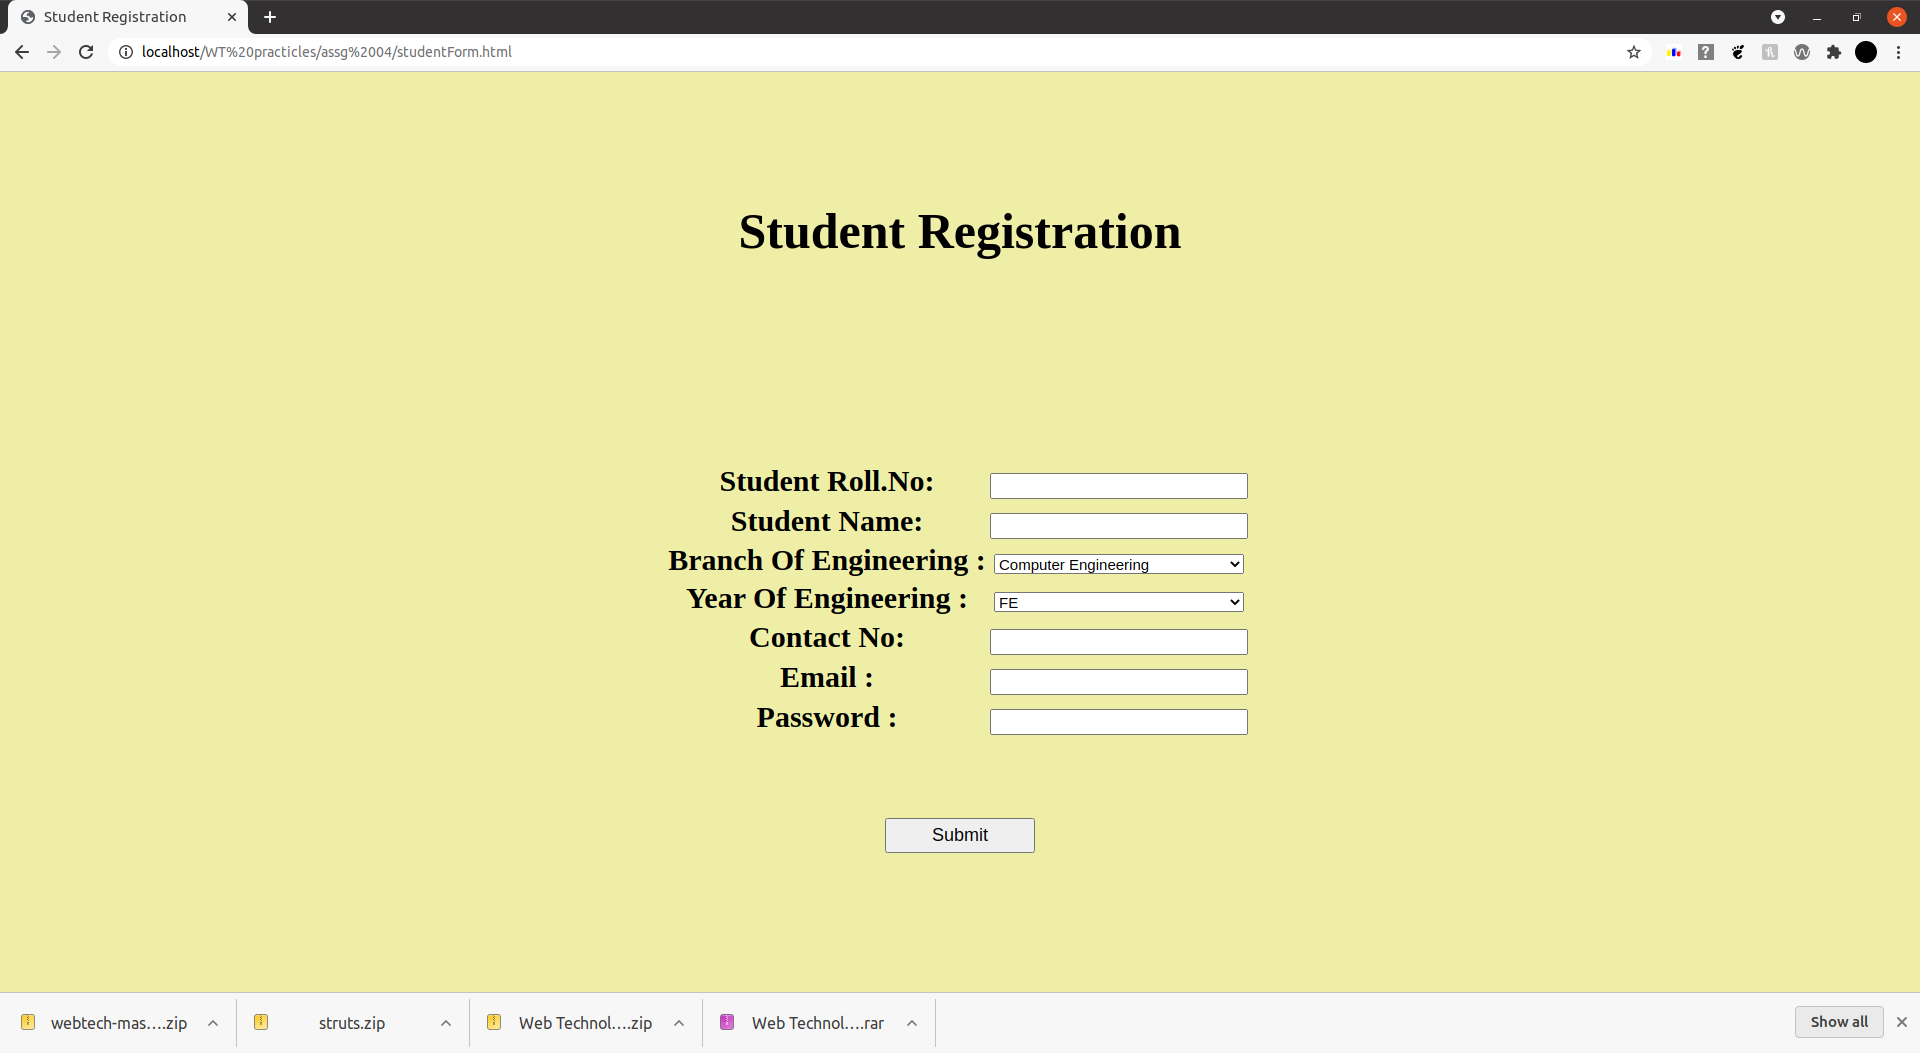 Student Registration
localhost/WT%20practicles/assg%2004/studentForm.html
Student Registration
Student Roll.No:
Student Name:
Branch Of Engineering : Computer Engineering
Year Of Engineering : FE
Contact No:
Email :
Password :
Submit
webtech-mas....zip struts.zip Web Technol....zip Web Technol....rar Show all